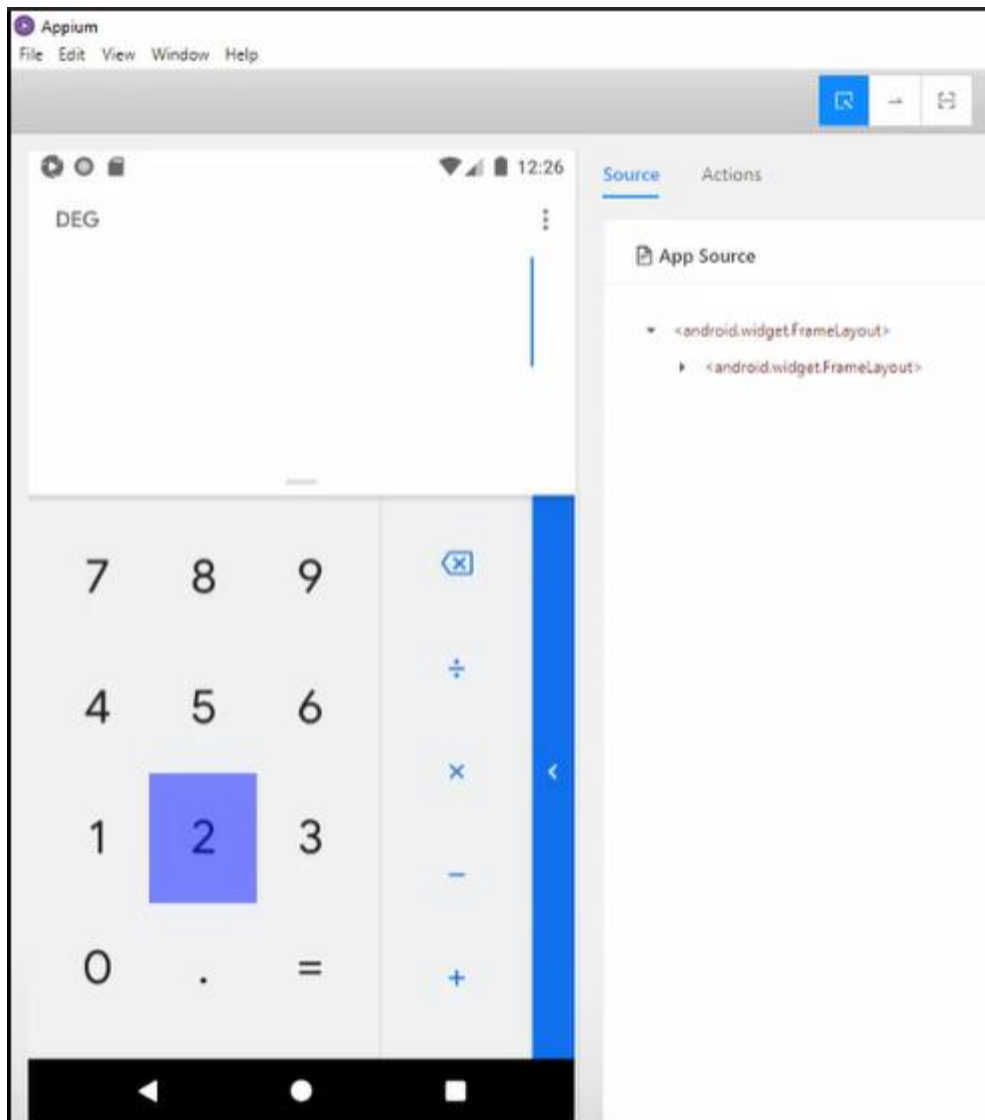 Appium
File Edit View Window Help
12:26
Source Actions
DEG
App Source
<android.widget.FrameLayout>
<android.widget.FrameLayout>
7 8 9
÷
4 5 6
×
1 2 3
−
0 . =
+